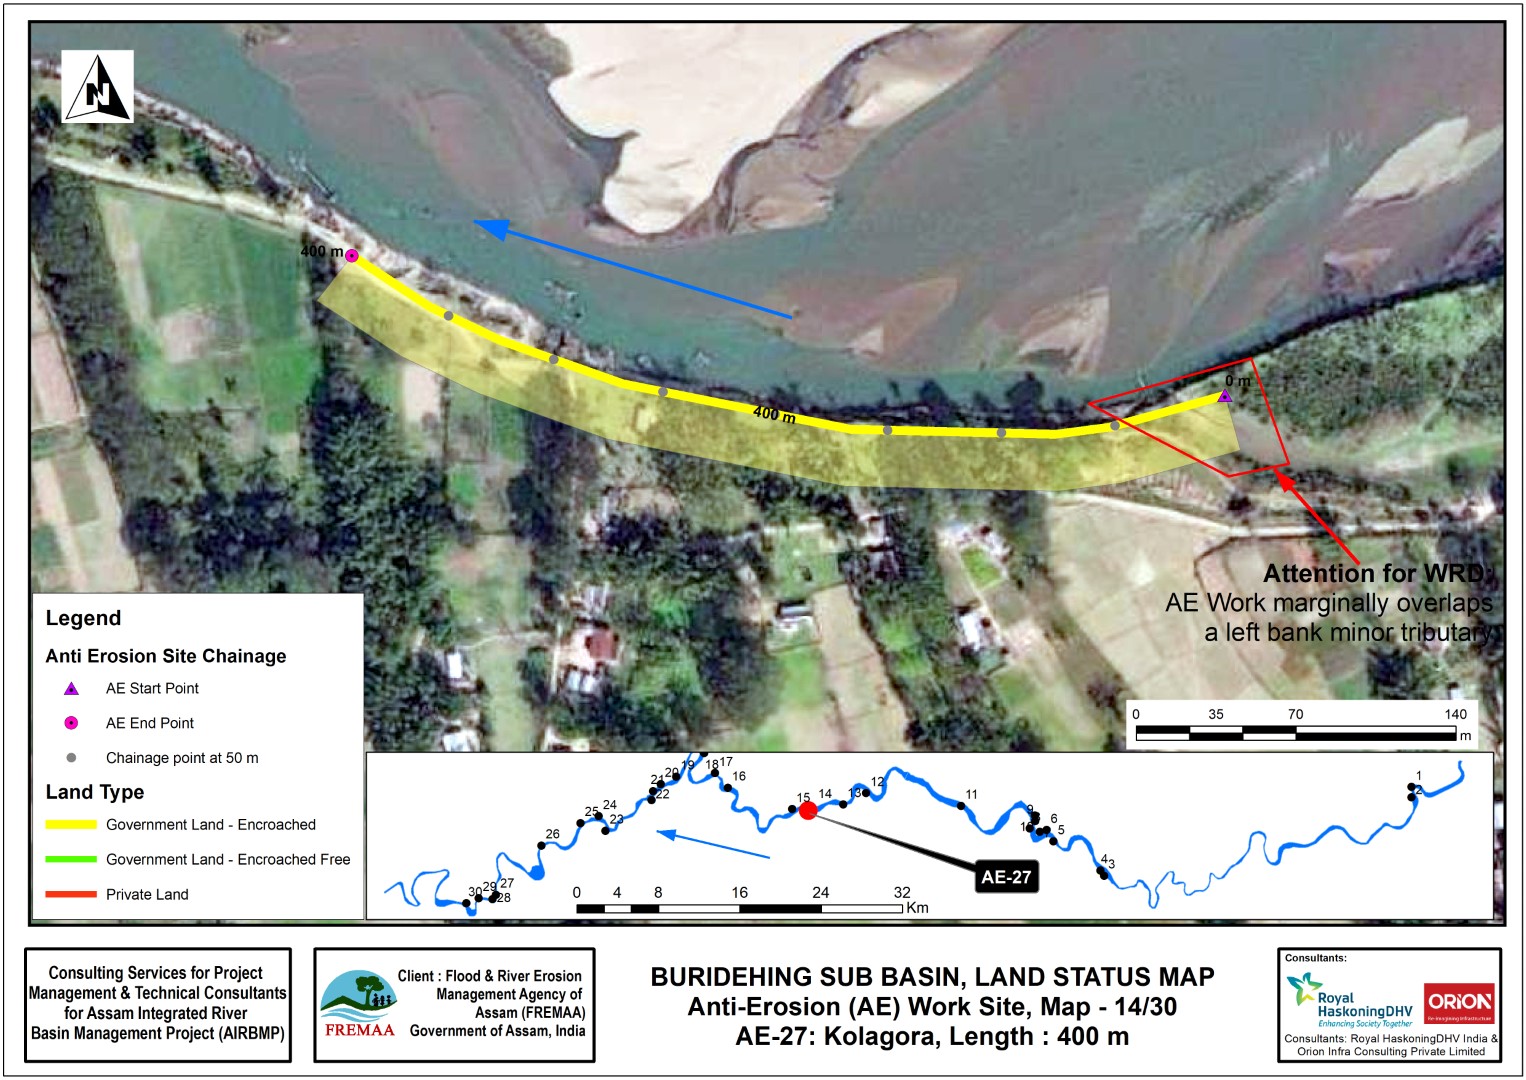 N
400 m
0 m
400 m
Attention for WRD:
AE Work marginally overlaps
a left bank minor tributary
0 35 70 140
m
Legend
Anti Erosion Site Chainage
AE Start Point
AE End Point
Chainage point at 50 m
Land Type
Government Land - Encroached
Government Land - Encroached Free
Private Land
1
2
3
4
5
6
9
11
12
13
14
15
16
17
18
19
20
21
22
23
24
25
26
27
28
29
30
AE-27
0 4 8 16 24 32
Km
Consulting Services for Project
Management & Technical Consultants
for Assam Integrated River
Basin Management Project (AIRBMP)
FREMAA
Client : Flood & River Erosion
Management Agency of
Assam (FREMAA)
Government of Assam, India
BURIDEHING SUB BASIN, LAND STATUS MAP
Anti-Erosion (AE) Work Site, Map - 14/30
AE-27: Kolagora, Length : 400 m
Consultants:
Royal
HaskoningDHV
Enhancing Society Together
ORION
Re-imagining infrastructure
Consultants: Royal HaskoningDHV India &
Orion Infra Consulting Private Limited